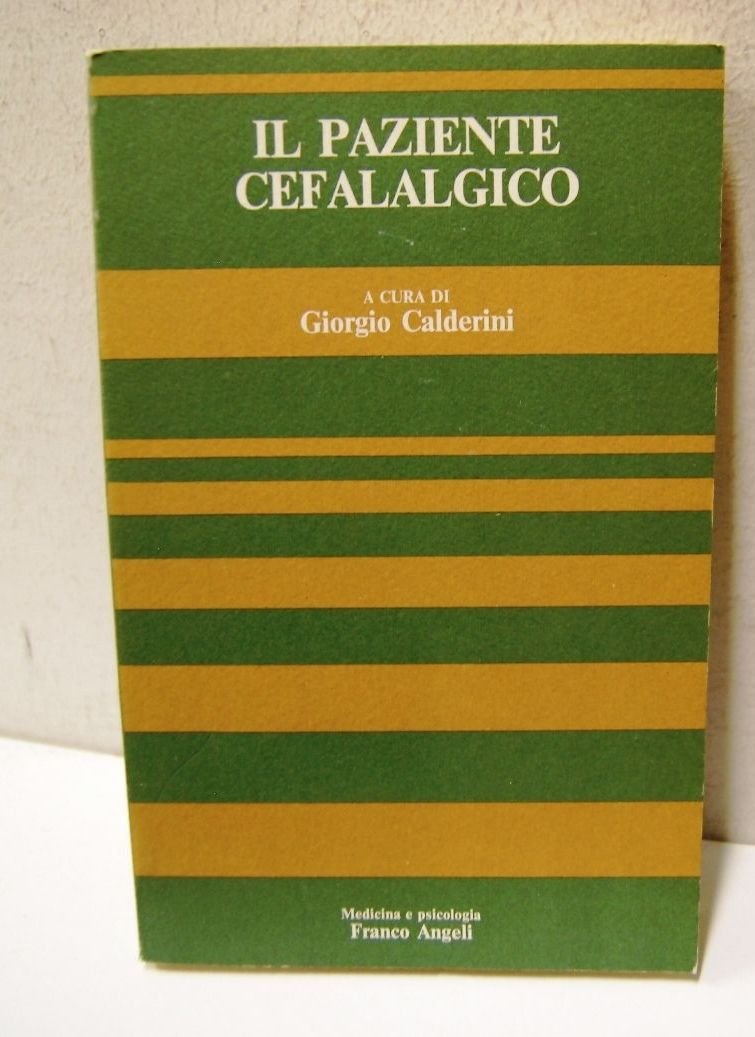 IL PAZIENTE
CEFALALGICO
A CURA DI
Giorgio Calderini
Medicina e psicologia
Franco Angeli